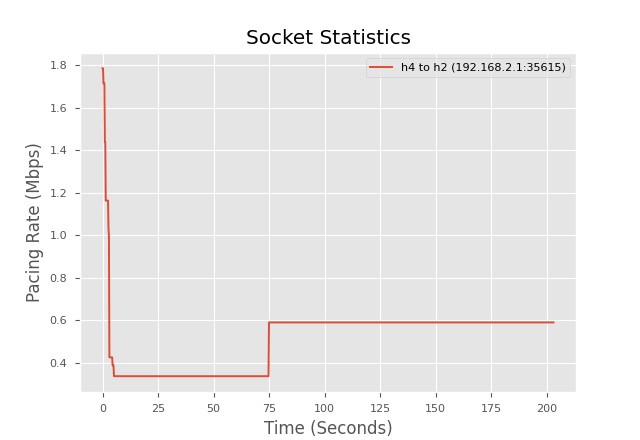 Socket Statistics
h4 to h2 (192.168.2.1:35615)
Pacing Rate (Mbps)
1.8
1.6
1.4
1.2
1.0
0.8
0.6
0.4
0 25 50 75 100 125 150 175 200
Time (Seconds)